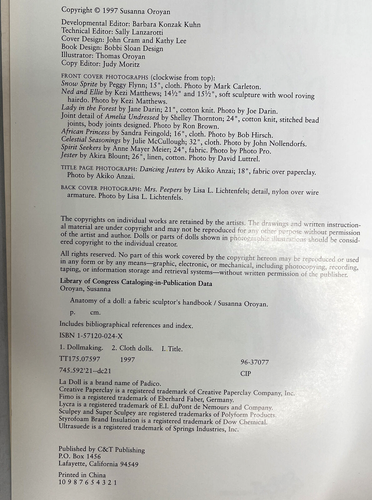 Copyright © 1997 Susanna Oroyan
Developmental Editor: Barbara Konzak Kuhn
Technical Editor: Sally Lanzarotti
Cover Design: John Cram and Kathy Lee
Book Design: Bobbi Sloan Design
Illustrator: Thomas Oroyan
Copy Editor: Judy Moritz
FRONT COVER PHOTOGRAPHS (clockwise from top):
Snow Sprite by Peggy Flynn; 15", cloth. Photo by Mark Carleton.
Ned and Ellie by Kezi Matthews; 14½" and 15½", soft sculpture with wool roving
hairdo. Photo by Kezi Matthews.
Lady in the Forest by Jane Darin; 21", cotton knit. Photo by Joe Darin.
Joint detail of Amelia Undressed by Shelley Thornton; 24", cotton knit, stitched bead
joints, body joints designed. Photo by Ron Brown.
African Princess by Sandra Feingold; 16", cloth. Photo by Bob Hirsch.
Celestial Seasonings by Julie McCullough; 32", cloth. Photo by John Nollendorfs.
Spirit Seekers by Anne Mayer Meier; 24", fabric. Photo by Photo Pro.
Jester by Akira Blount; 26", linen, cotton. Photo by David Luttrel.
TITLE PAGE PHOTOGRAPH: Dancing Jesters by Akiko Anzai; 18", fabric over paperclay.
Photo by Akiko Anzai.
BACK COVER PHOTOGRAPH: Mrs. Peepers by Lisa L. Lichtenfels; detail, nylon over wire
armature. Photo by Lisa L. Lichtenfels.
The copyrights on individual works are retained by the artists. The drawings and written instruction-
al material are under copyright and may not be reproduced for any other purpose without permission
of the artist and author. Dolls or parts of dolls shown in photographic illustrations should be consid-
ered copyright to the individual creator.
All rights reserved. No part of this work covered by the copyright hereon may be reproduced or used
in any form or by any means—graphic, electronic, or mechanical, including photocopying, recording,
taping, or information storage and retrieval systems—without written permission of the publisher.
Library of Congress Cataloging-in-Publication Data
Oroyan, Susanna
Anatomy of a doll: a fabric sculptor's handbook / Susanna Oroyan.
p. cm.
Includes bibliographical references and index.
ISBN 1-57120-024-X
1. Dollmaking. 2. Cloth dolls. 1. Title.
TT175.07597 1997 96-37077
745.592'21–dc21 CIP
La Doll is a brand name of Padico.
Creative Paperclay is a registered trademark of Creative Paperclay Company, Inc.
Fimo is a registered trademark of Eberhard Faber, Germany.
Lycra is a registered trademark of E.I. duPont de Nemours and Company.
Sculpey and Super Sculpey are registered trademarks of Polyform Products.
Styrofoam Brand Insulation is a registered trademark of Dow Chemical.
Ultrasuede is a registered trademark of Springs Industries, Inc.
Published by C&T Publishing
P.O. Box 1456
Lafayette, California 94549
Printed in China
10 9 8 7 6 5 4 3 2 1